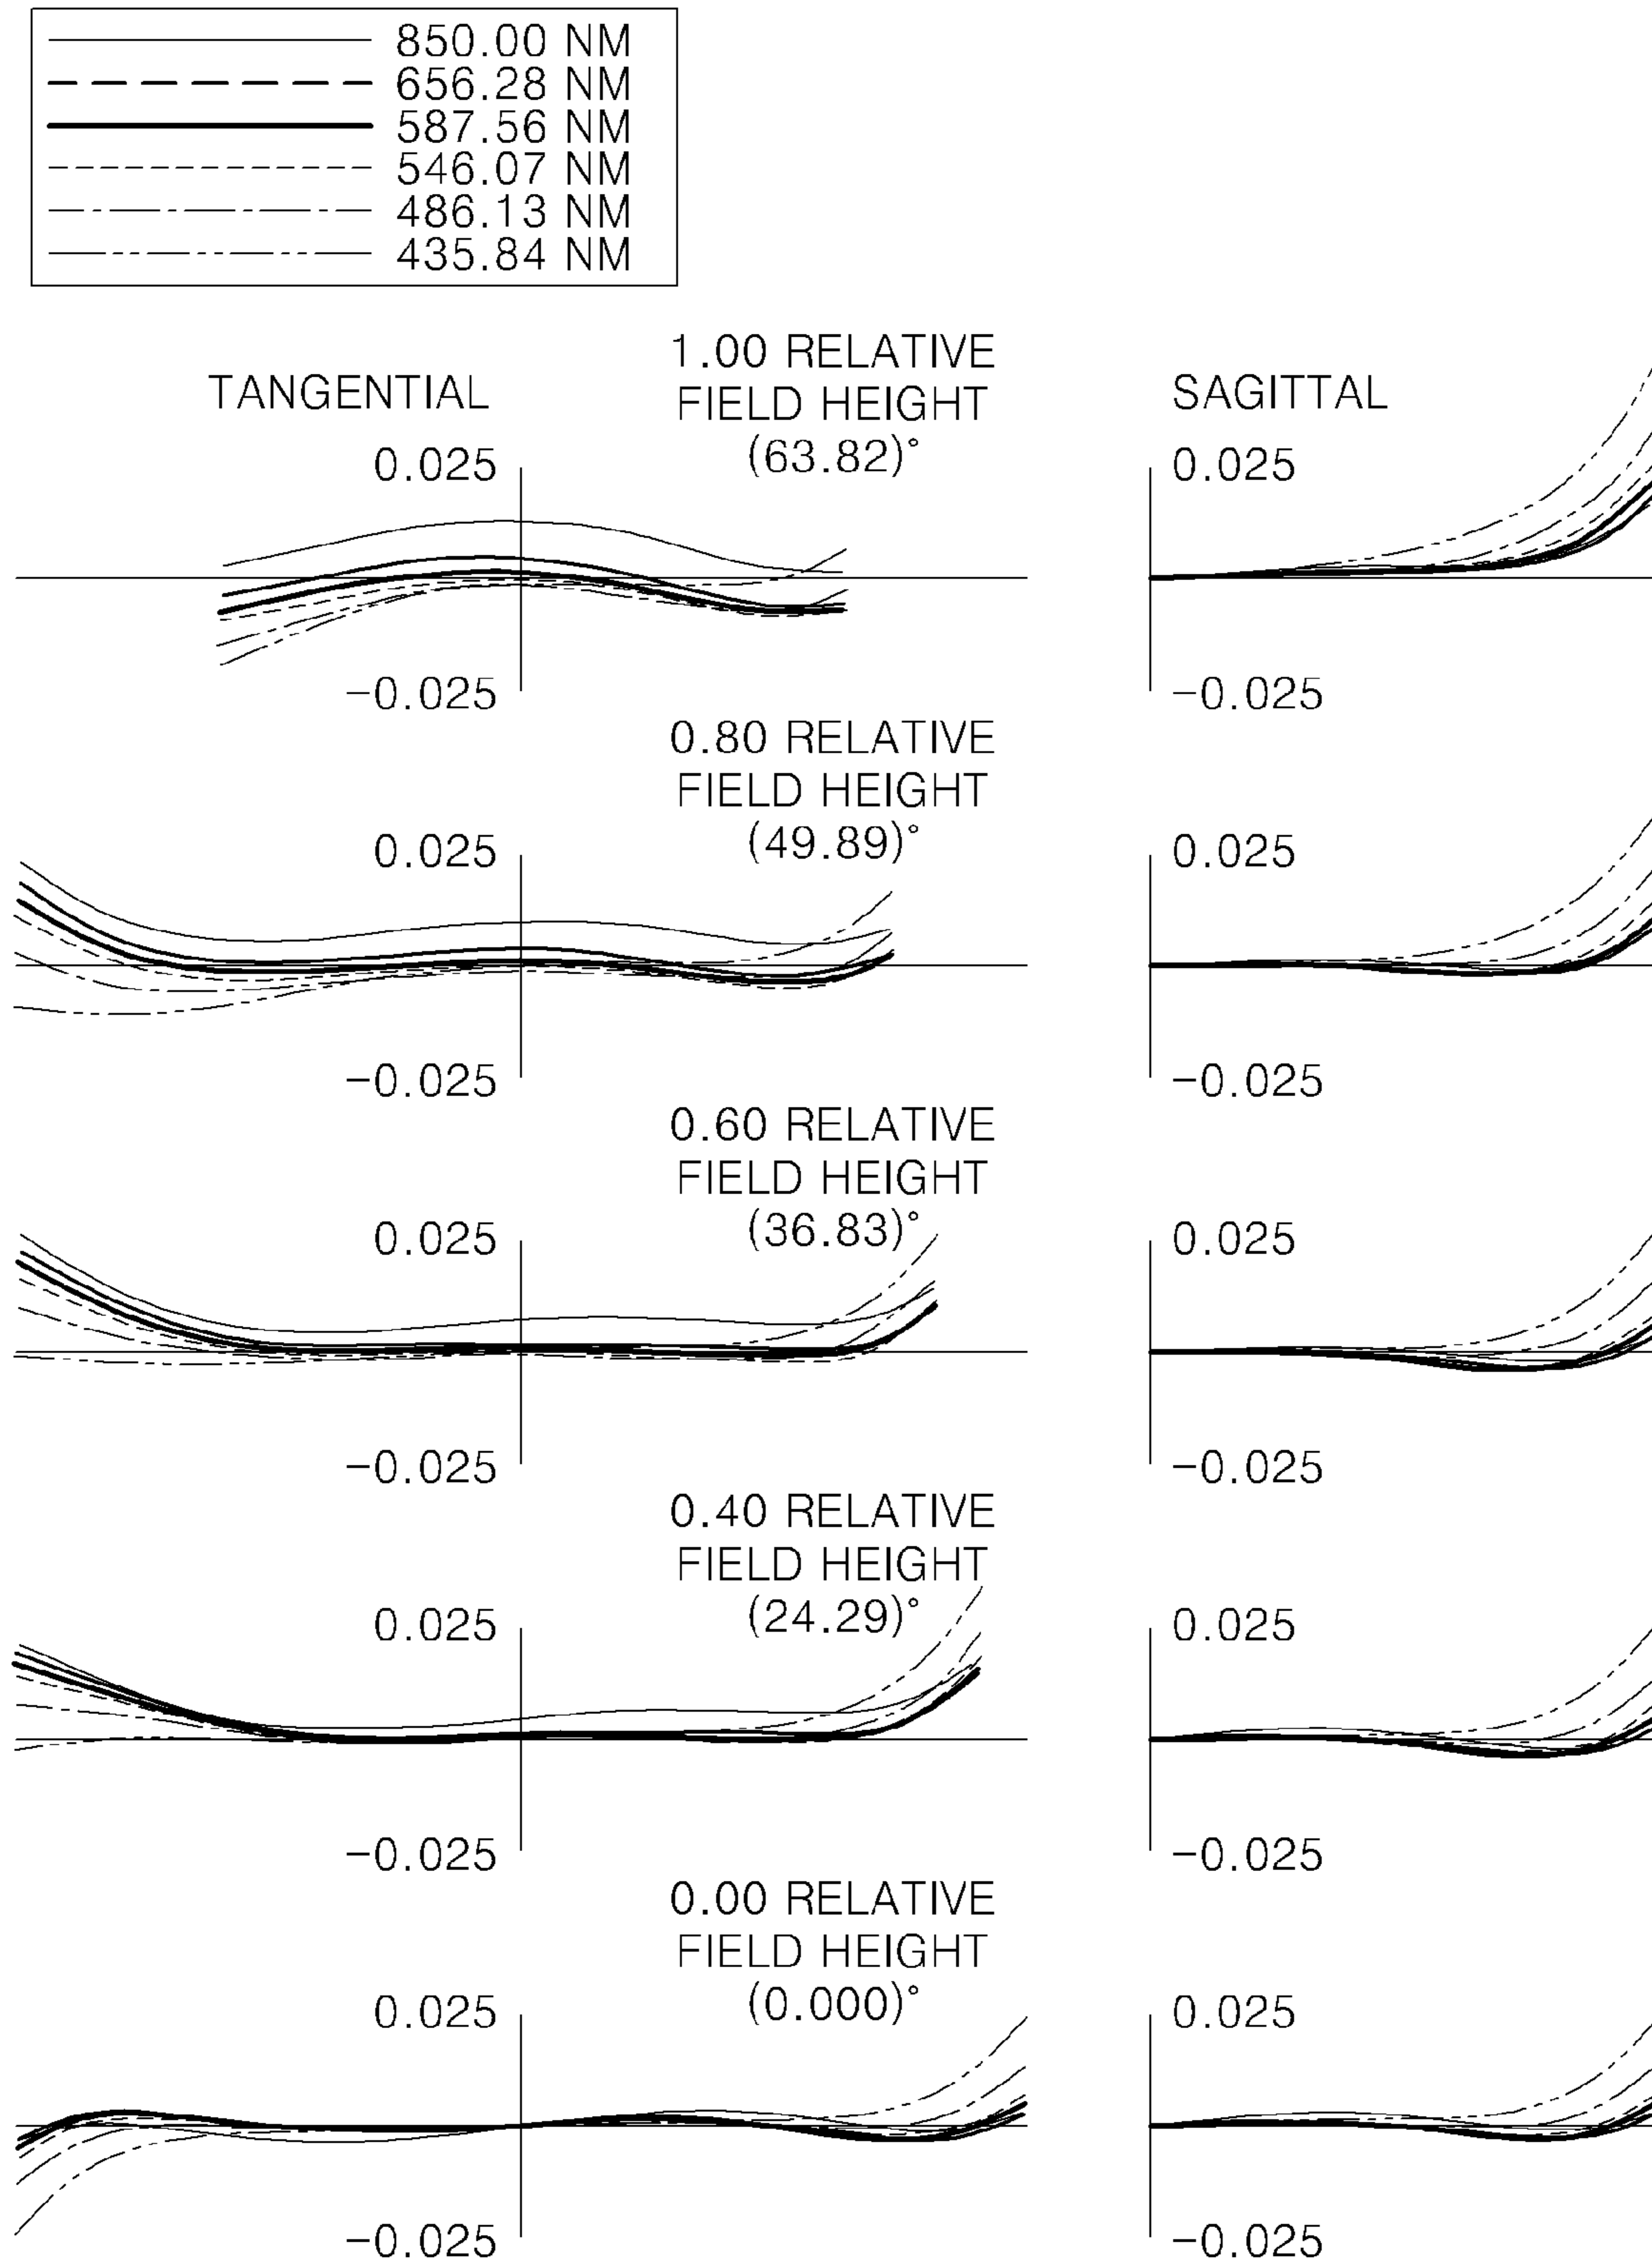 850.00 NM
656.28 NM
587.56 NM
546.07 NM
486.13 NM
435.84 NM
1.00 RELATIVE
TANGENTIAL FIELD HEIGHT SAGITTAL
(63.82)°
0.025 0.025
-0.025 -0.025
0.80 RELATIVE
FIELD HEIGHT
(49.89)°
0.025 0.025
-0.025 -0.025
0.60 RELATIVE
FIELD HEIGHT
(36.83)°
0.025 0.025
-0.025 -0.025
0.40 RELATIVE
FIELD HEIGHT
(24.29)°
0.025 0.025
-0.025 -0.025
0.00 RELATIVE
FIELD HEIGHT
(0.000)°
0.025 0.025
-0.025 -0.025